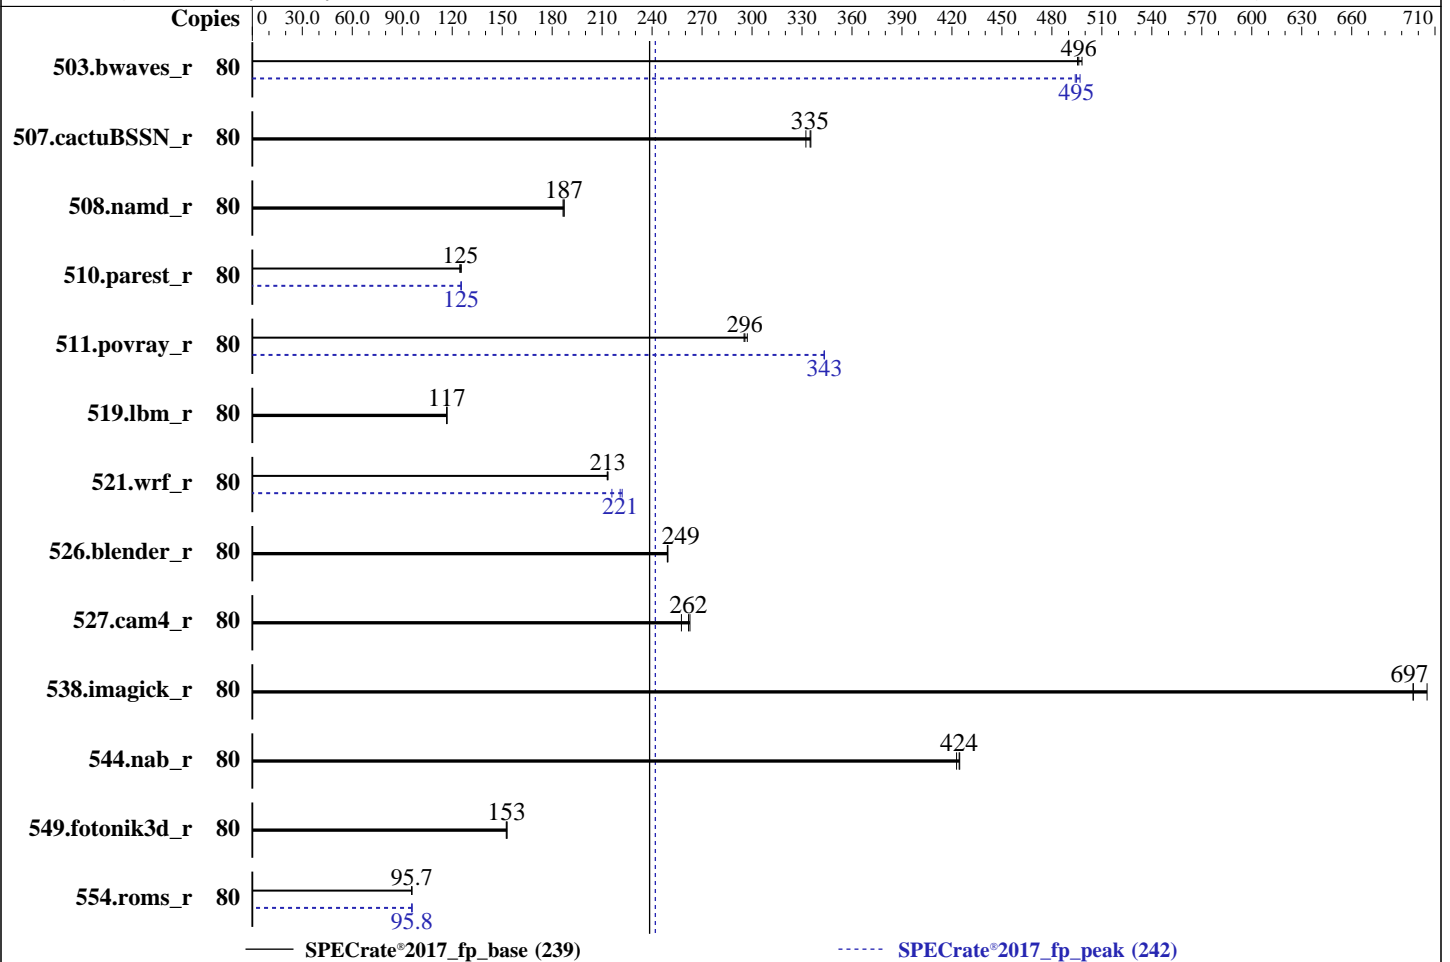 Copies 0 30.0 60.0 90.0 120 150 180 210 240 270 300 330 360 390 420 450 480 510 540 570 600 630 660 710
503.bwaves_r 80 496
495
507.cactuBSSN_r 80 335
508.namd_r 80 187
510.parest_r 80 125
125
511.povray_r 80 296
343
519.lbm_r 80 117
521.wrf_r 80 213
221
526.blender_r 80 249
527.cam4_r 80 262
538.imagick_r 80 697
544.nab_r 80 424
549.fotonik3d_r 80 153
554.roms_r 80 95.7
95.8
SPECrate®2017_fp_base (239) SPECrate®2017_fp_peak (242)